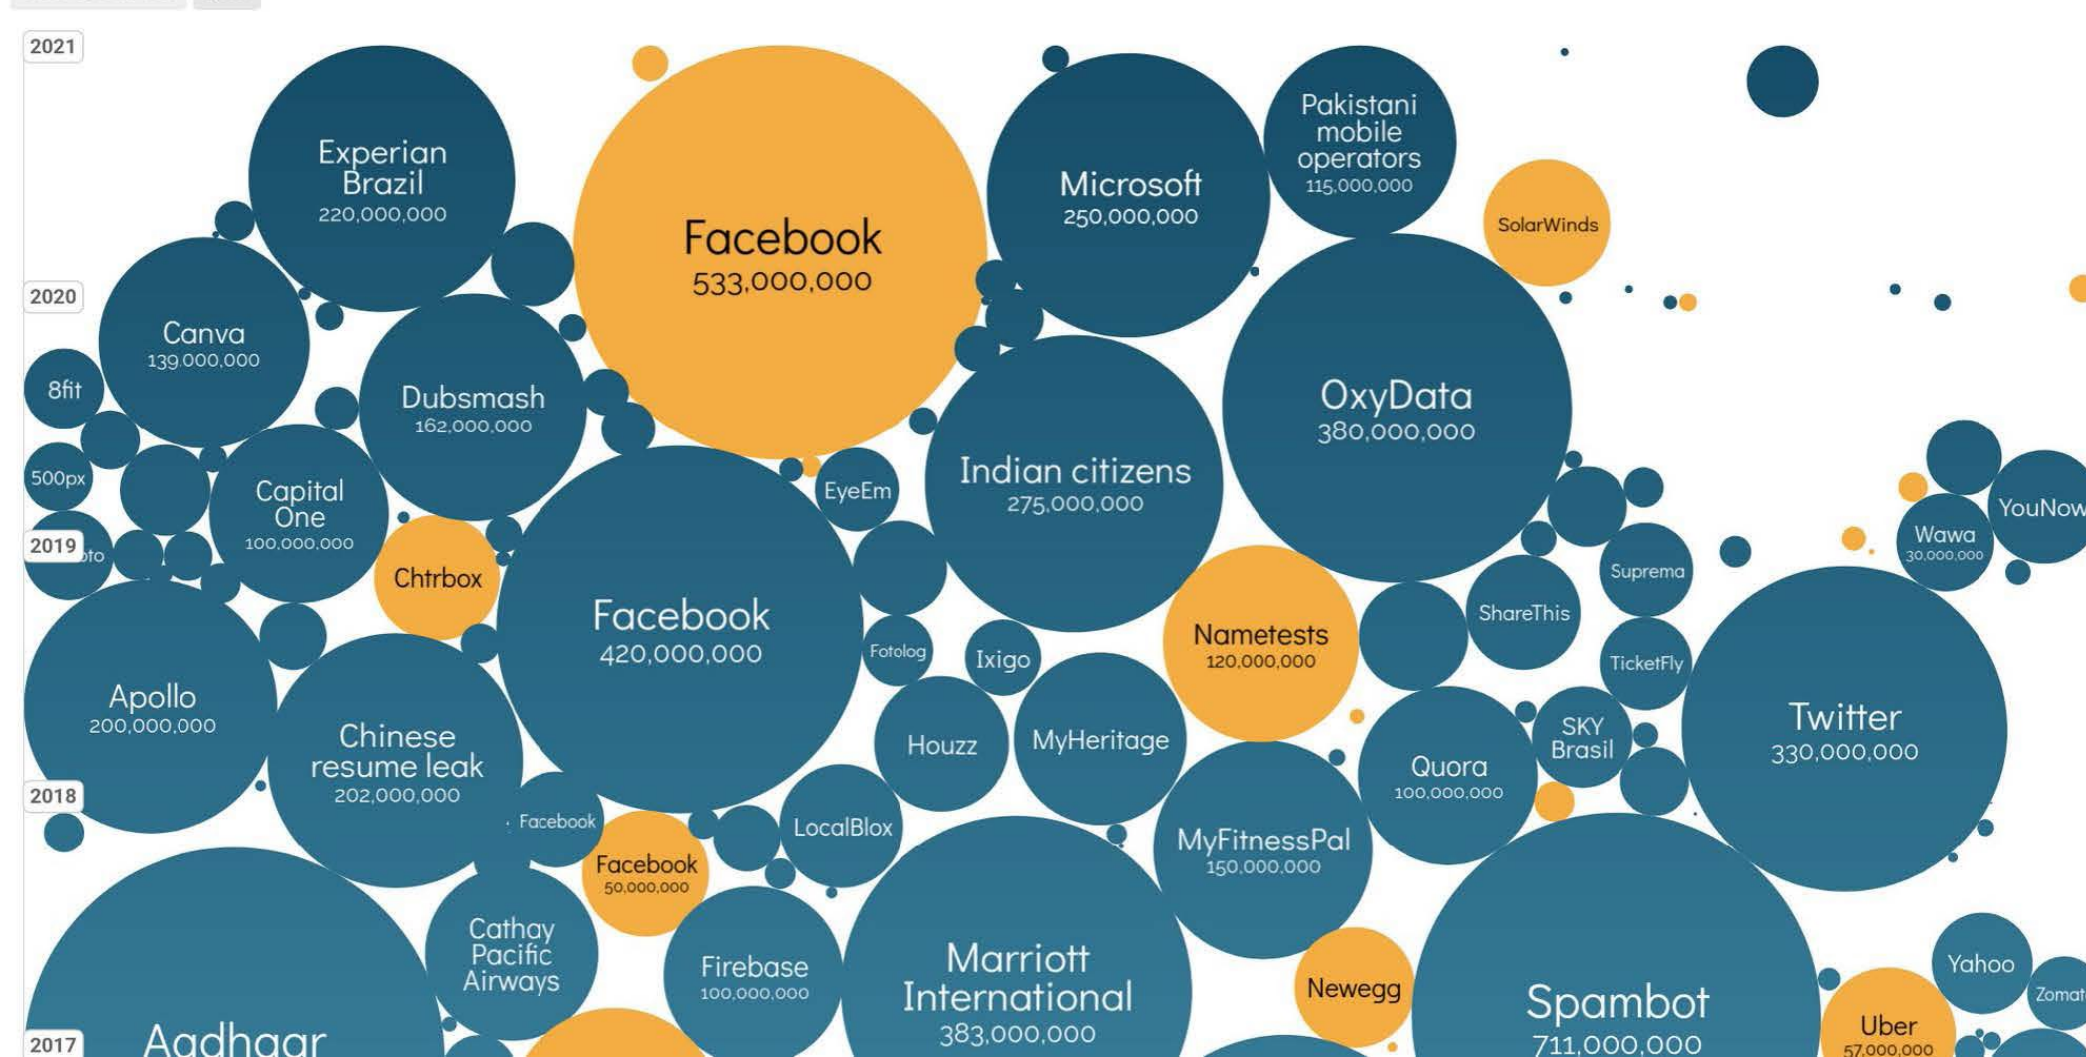 2021
Experian
Brazil
220,000,000
Facebook
533,000,000
Microsoft
250,000,000
Pakistani
mobile
operators
115,000,000
SolarWinds
2020
Canva
139,000,000
8fit
Dubsmash
162,000,000
OxyData
380,000,000
Indian citizens
275,000,000
EyeEm
500px
Capital
One
100,000,000
YouNow
Wawa
30,000,000
2019
Chtrbox
Suprema
ShareThis
Facebook
420,000,000
Nametests
120,000,000
Fotolog
Ixigo
TicketFly
Apollo
200,000,000
Twitter
330,000,000
Chinese
resume leak
202,000,000
Houzz
MyHeritage
SKY
Brasil
Quora
100,000,000
2018
Facebook
LocalBlox
MyFitnessPal
150,000,000
Facebook
50,000,000
Cathay
Pacific
Airways
Firebase
100,000,000
Marriott
International
383,000,000
Newegg
Spambot
711,000,000
Yahoo
Zomat
Uber
57,000,000
2017
Aadhaar